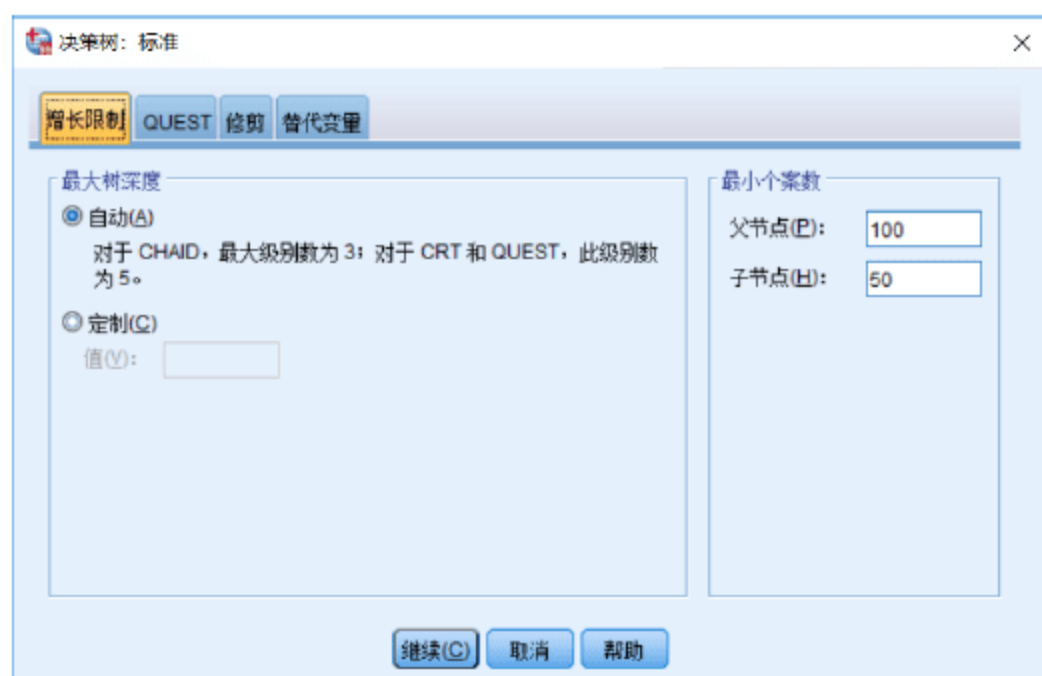 决策树：标准
增长限制 QUEST 修剪 替代变量
最大树深度
自动(A)
对于 CHAID，最大级别数为 3；对于 CRT 和 QUEST，此级别数
为 5。
定制(C)
值(V)：
最小个案数
父节点(P)： 100
子节点(H)： 50
继续(C) 取消 帮助